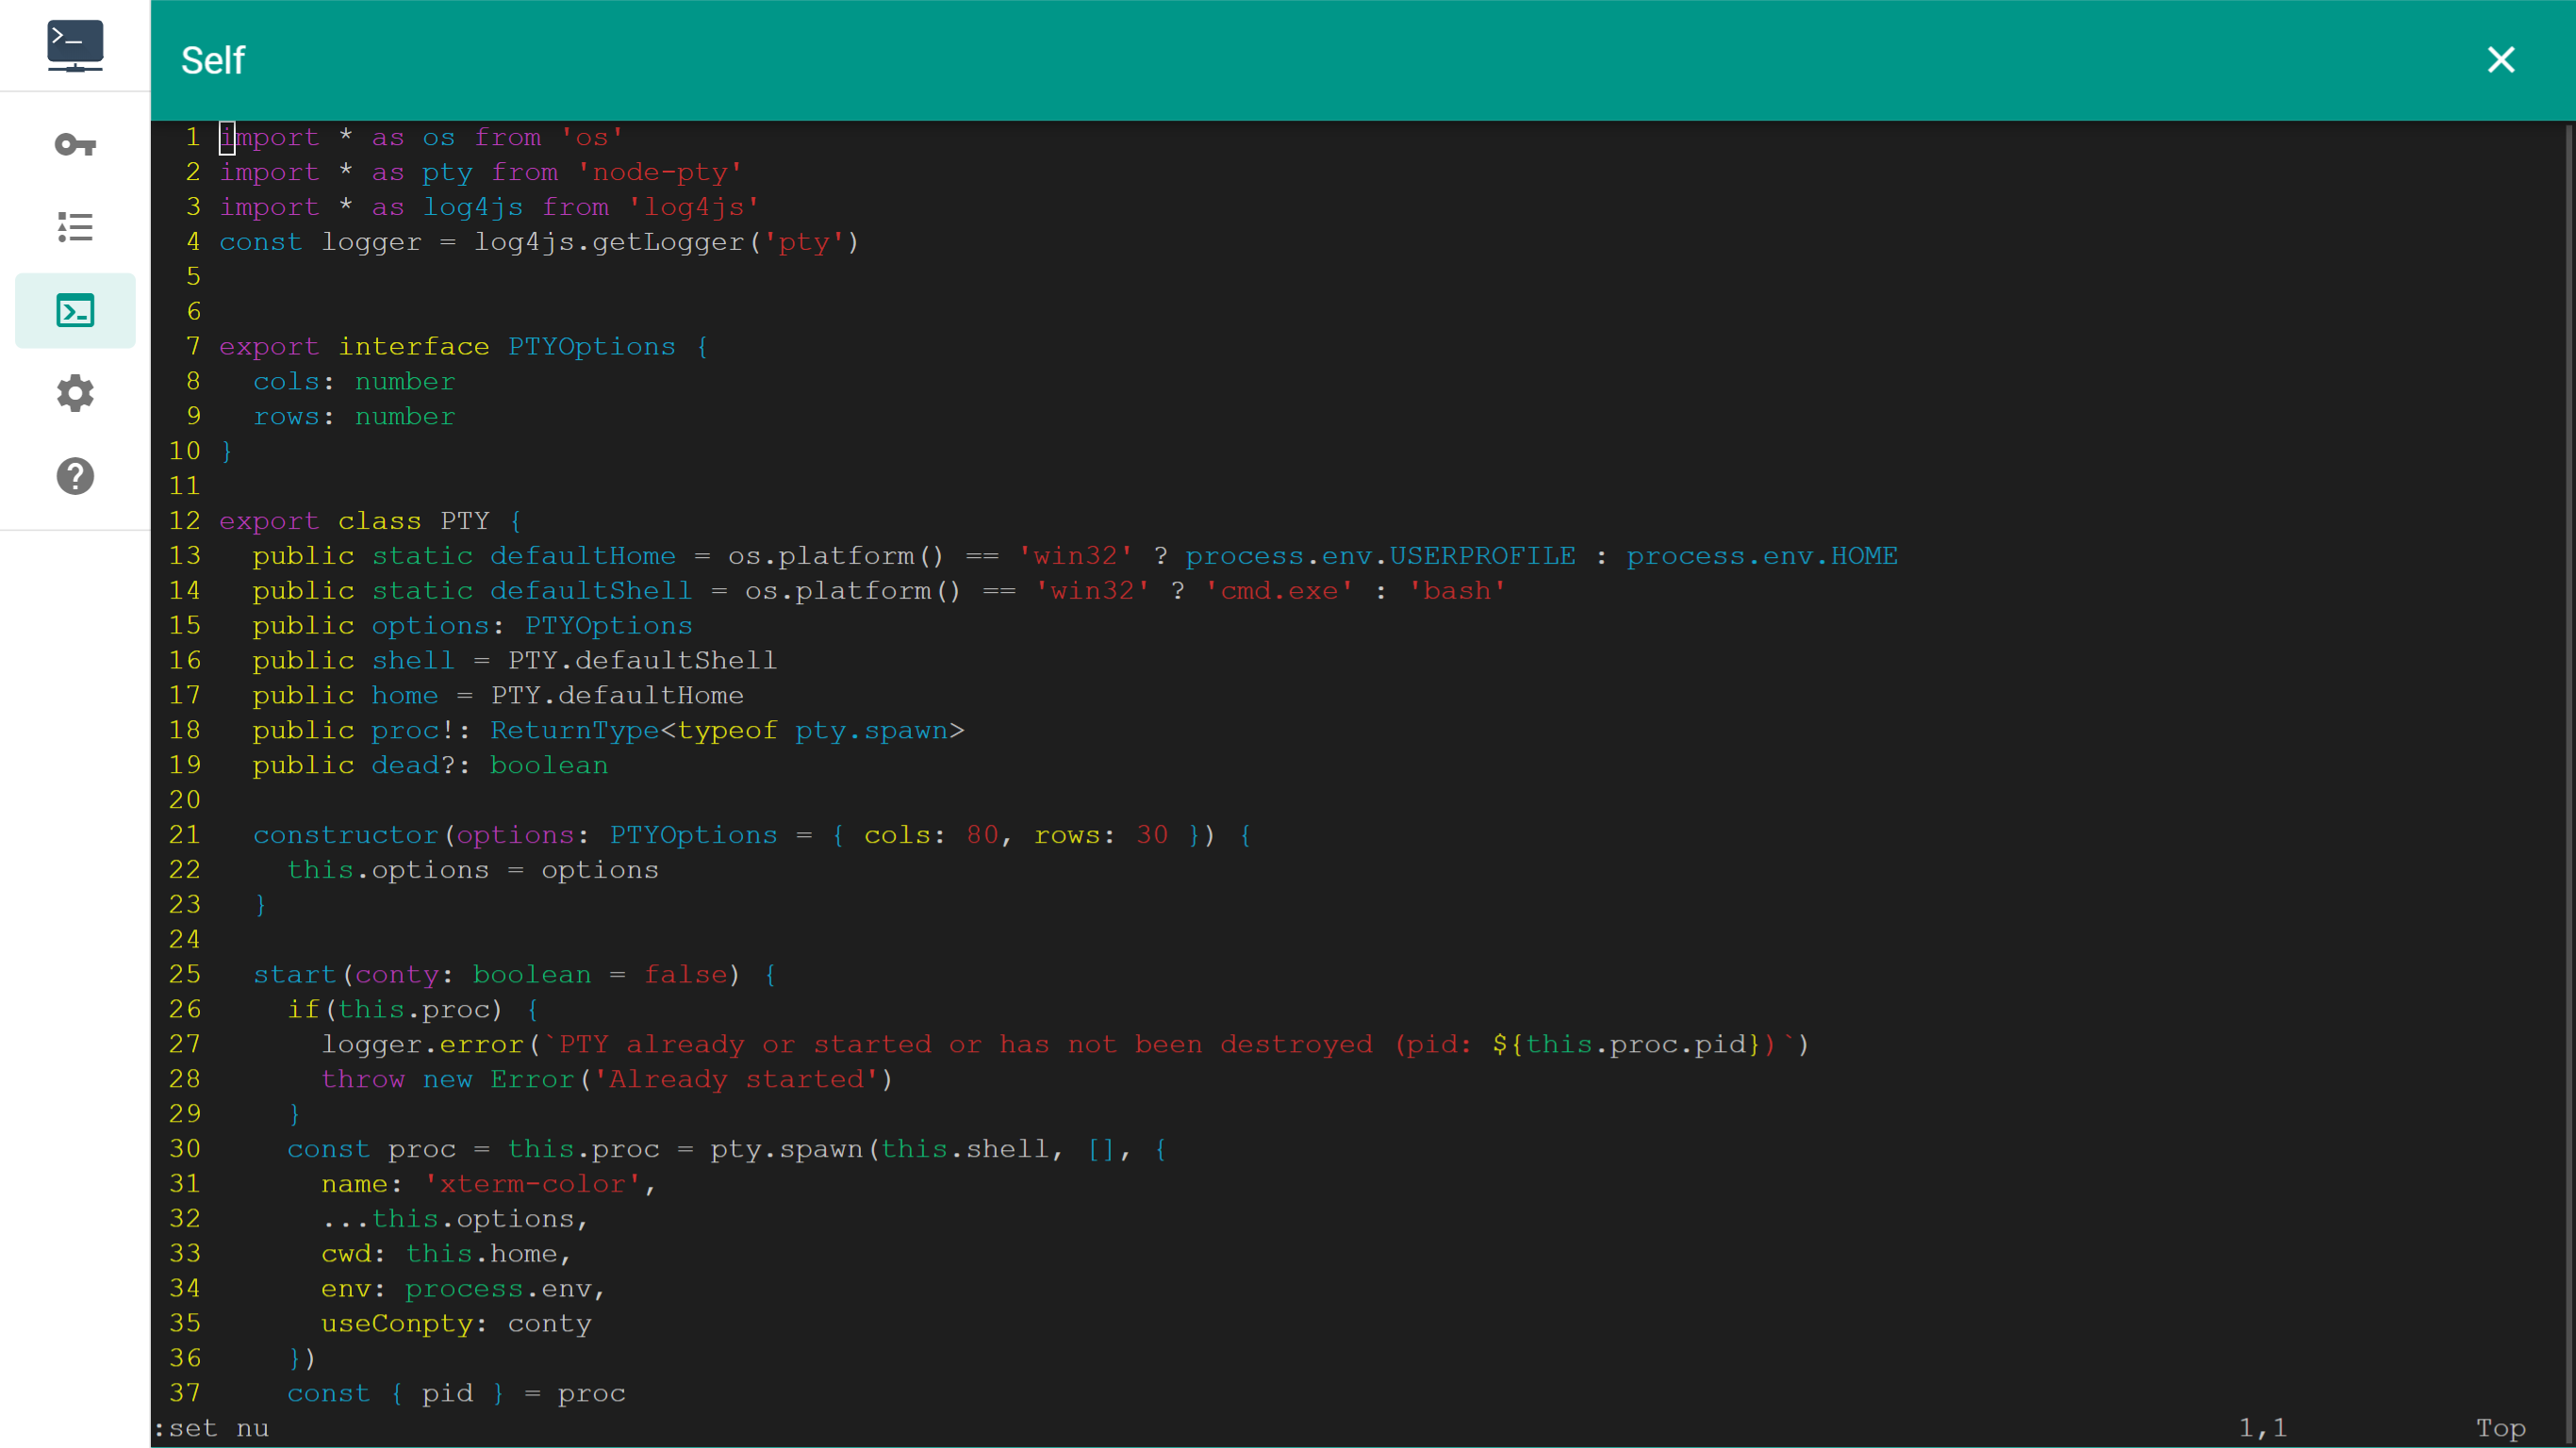 Self
1 import * as os from 'os'
2 import * as pty from 'node-pty'
3 import * as log4js from 'log4js'
4 const logger = log4js.getLogger('pty')
5
6
7 export interface PTYOptions {
8   cols: number
9   rows: number
10 }
11
12 export class PTY {
13   public static defaultHome = os.platform() == 'win32' ? process.env.USERPROFILE : process.env.HOME
14   public static defaultShell = os.platform() == 'win32' ? 'cmd.exe' : 'bash'
15   public options: PTYOptions
16   public shell = PTY.defaultShell
17   public home = PTY.defaultHome
18   public proc!: ReturnType<typeof pty.spawn>
19   public dead?: boolean
20
21   constructor(options: PTYOptions = { cols: 80, rows: 30 }) {
22     this.options = options
23   }
24
25   start(conty: boolean = false) {
26     if(this.proc) {
27       logger.error(`PTY already or started or has not been destroyed (pid: ${this.proc.pid})`)
28       throw new Error('Already started')
29     }
30     const proc = this.proc = pty.spawn(this.shell, [], {
31       name: 'xterm-color',
32       ...this.options,
33       cwd: this.home,
34       env: process.env,
35       useConpty: conty
36     })
37     const { pid } = proc
:set nu 1,1 Top